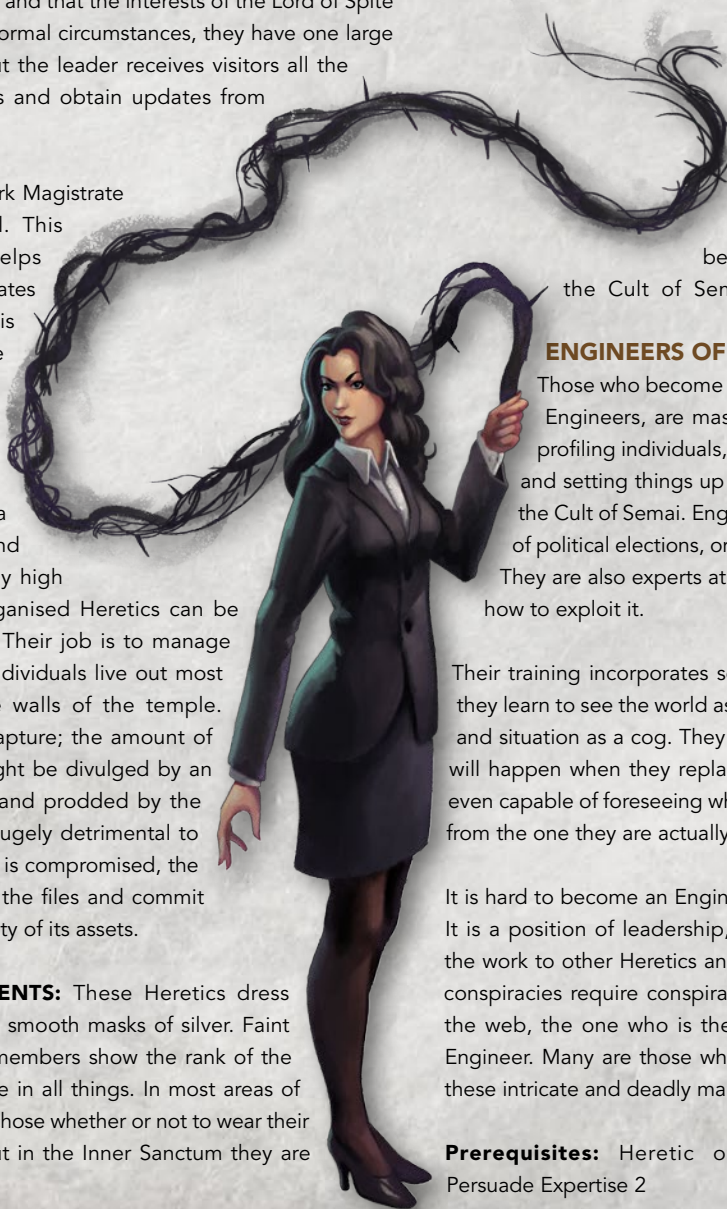 and that the interests of the Lord of Spite
ormal circumstances, they have one large
ut the leader receives visitors all the
s and obtain updates from
rk Magistrate
l. This
elps
ates
is
e
a
nd
y high
ganised Heretics can be
Their job is to manage
dividuals live out most
e walls of the temple.
apture; the amount of
ght be divulged by an
and prodded by the
ugely detrimental to
is compromised, the
the files and commit
ty of its assets.
ENTS: These Heretics dress
smooth masks of silver. Faint
members show the rank of the
e in all things. In most areas of
hose whether or not to wear their
ut in the Inner Sanctum they are
be
the Cult of Sem
ENGINEERS OF
Those who become
Engineers, are mas
profiling individuals,
and setting things up
the Cult of Semai. Eng
of political elections, or
They are also experts at
how to exploit it.
Their training incorporates s
they learn to see the world as
and situation as a cog. They
will happen when they repla
even capable of foreseeing wh
from the one they are actually
It is hard to become an Engin
It is a position of leadership,
the work to other Heretics an
conspiracies require conspira
the web, the one who is the
Engineer. Many are those wh
these intricate and deadly ma
Prerequisites: Heretic o
Persuade Expertise 2